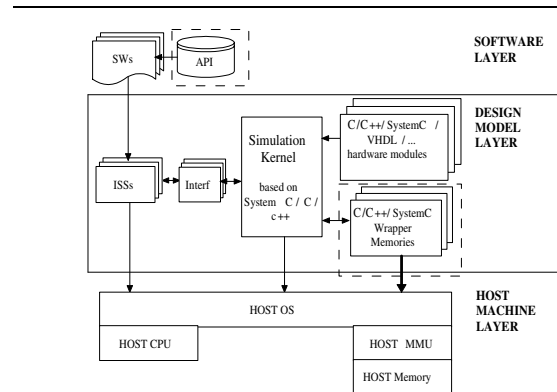 SOFTWARE
LAYER
SWs
API
DESIGN
MODEL
LAYER
C/C++/ SystemC /
VHDL / ...
hardware modules
Simulation
Kernel
based on
System C / C /
c++
ISSs
Interf
C/C++/SystemC
Wrapper
Memories
HOST
MACHINE
LAYER
HOST OS
HOST CPU
HOST MMU
HOST Memory